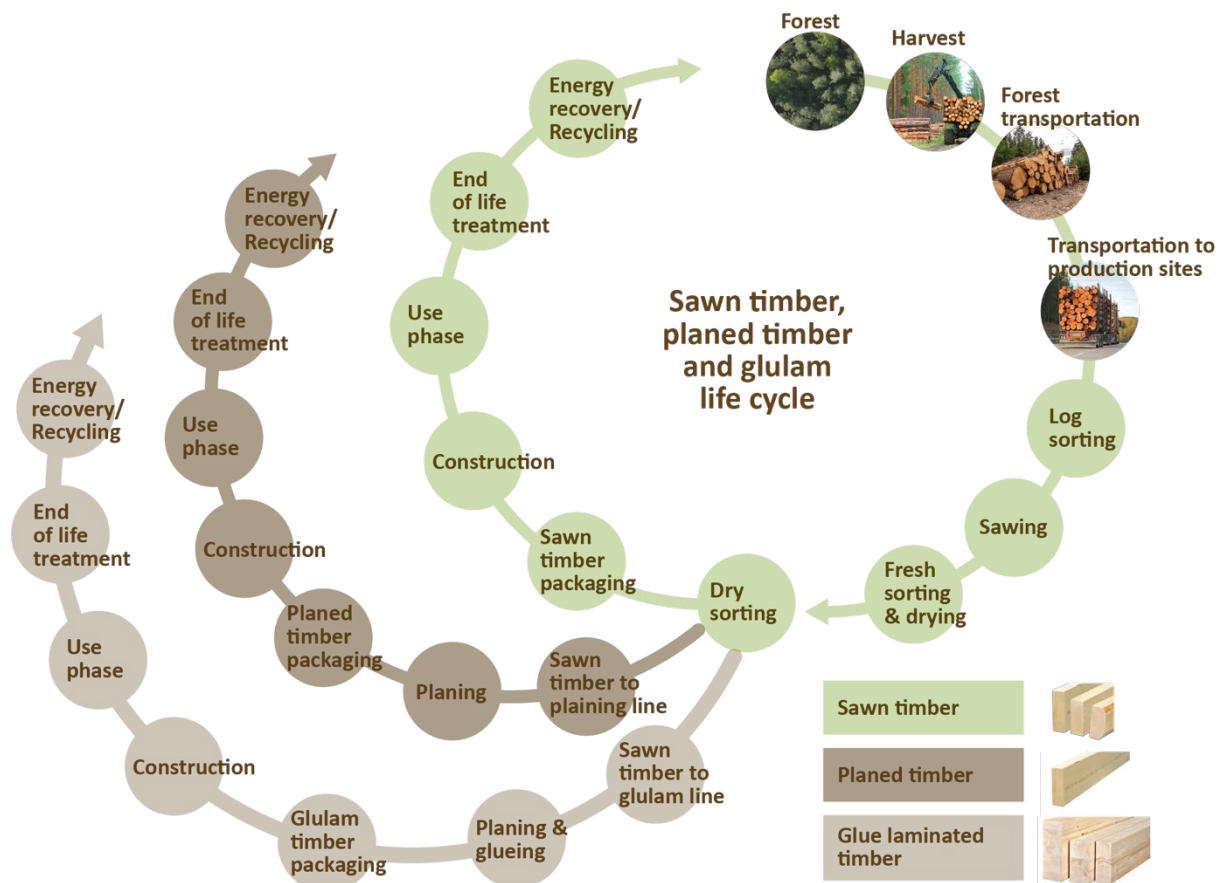 Sawn timber,
planed timber
and glulam
life cycle
Forest
Harvest
Forest
transportation
Transportation to
production sites
Log
sorting
Sawing
Fresh
sorting
& drying
Dry
sorting
Sawn
timber
packaging
Construction
Use
phase
End
of life
treatment
Energy
recovery/
Recycling
Sawn
timber to
plaining line
Planing
Planed
timber
packaging
Construction
Use
phase
End
of life
treatment
Energy
recovery/
Recycling
Sawn
timber to
glulam line
Planing &
glueing
Glulam
timber
packaging
Construction
Use
phase
End
of life
treatment
Energy
recovery/
Recycling
Sawn timber
Planed timber
Glue laminated
timber